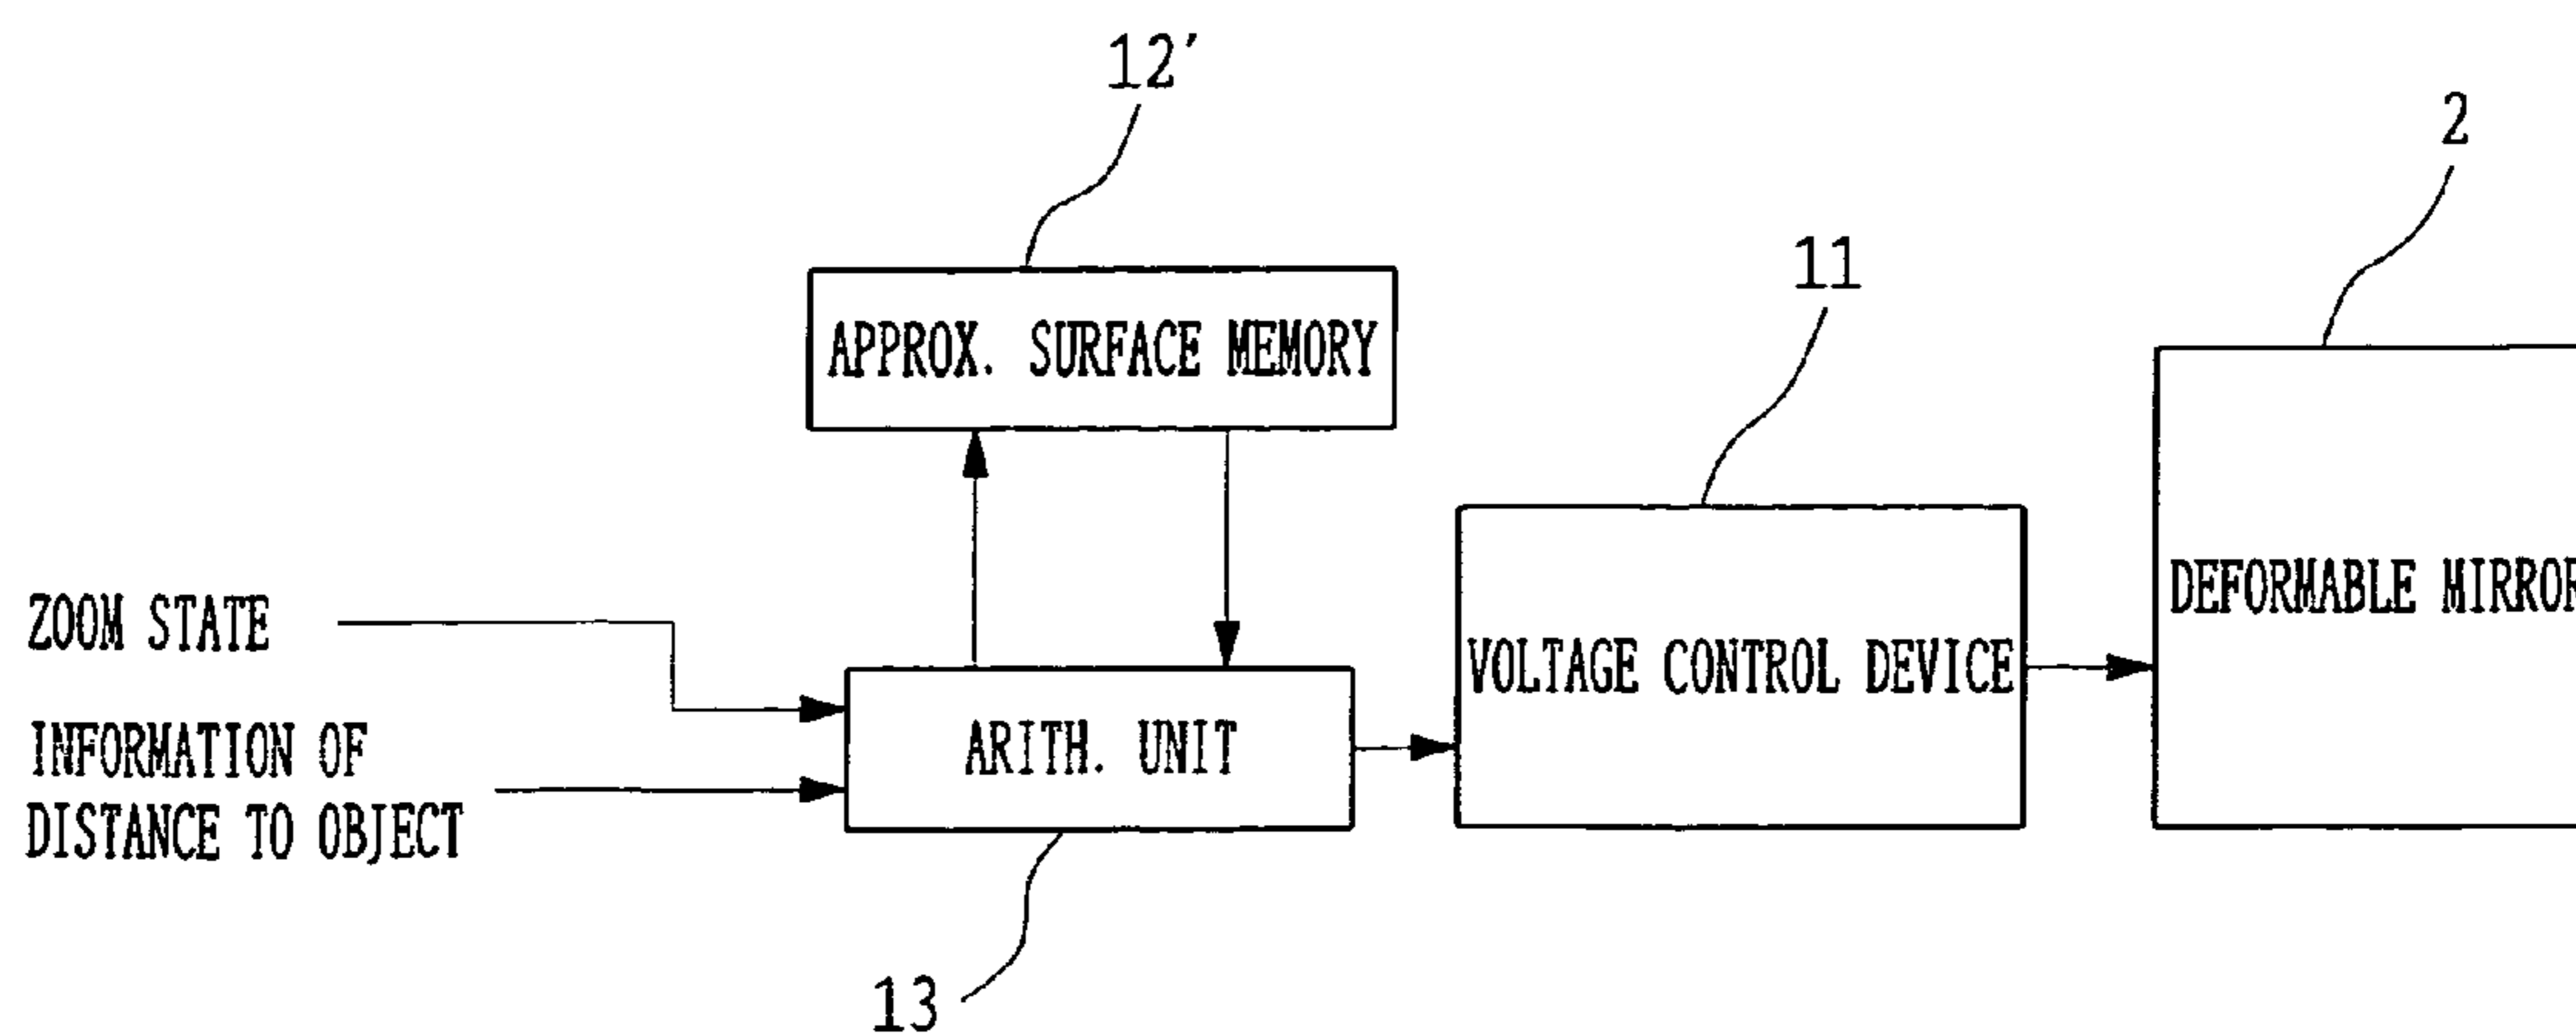 12'
2
11
APPROX. SURFACE MEMORY
DEFORMABLE MIRROR
ZOOM STATE
VOLTAGE CONTROL DEVICE
INFORMATION OF
DISTANCE TO OBJECT
ARITH. UNIT
13